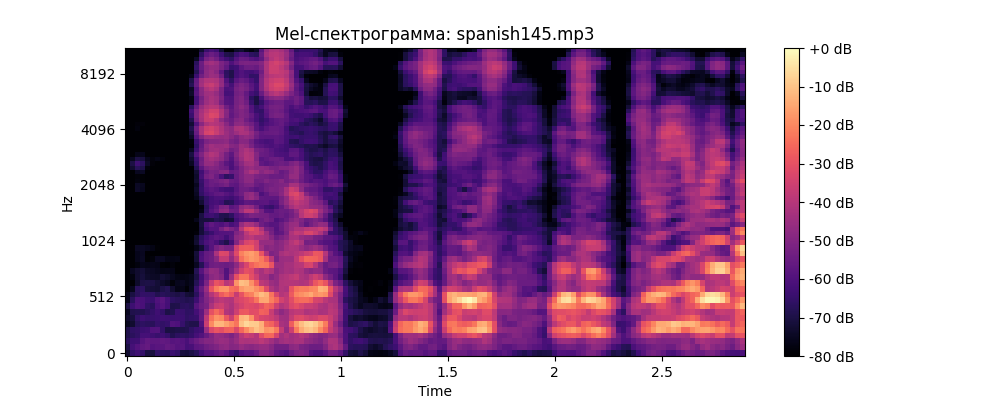 Mel-спектрограмма: spanish145.mp3
Hz
8192
4096
2048
1024
512
0
0
0.5
1
1.5
2
2.5
Time
+0 dB
-10 dB
-20 dB
-30 dB
-40 dB
-50 dB
-60 dB
-70 dB
-80 dB